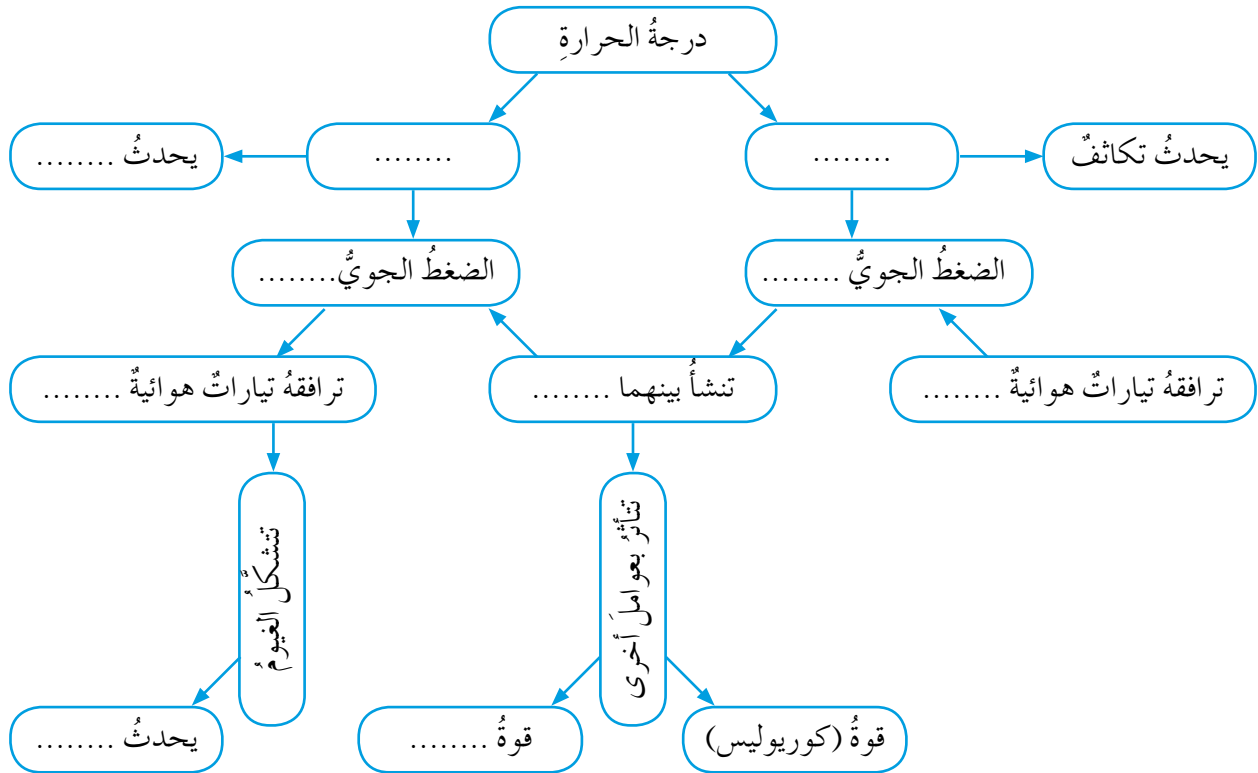 درجةُ الحرارةِ
يحدثُ تكاثفٌ
........
........
يحدثُ ........
الضغطُ الجويُّ ........
الضغطُ الجويُّ........
ترافقهُ تياراتٌ هوائيةٌ ........
تنشأُ بينهما ........
ترافقهُ تياراتٌ هوائيةٌ ........
تتأثرُ بعواملَ أخرى
تتشكَّلُ الغيومُ
قوةُ (كوريوليس)
قوةُ ........
يحدثُ ........